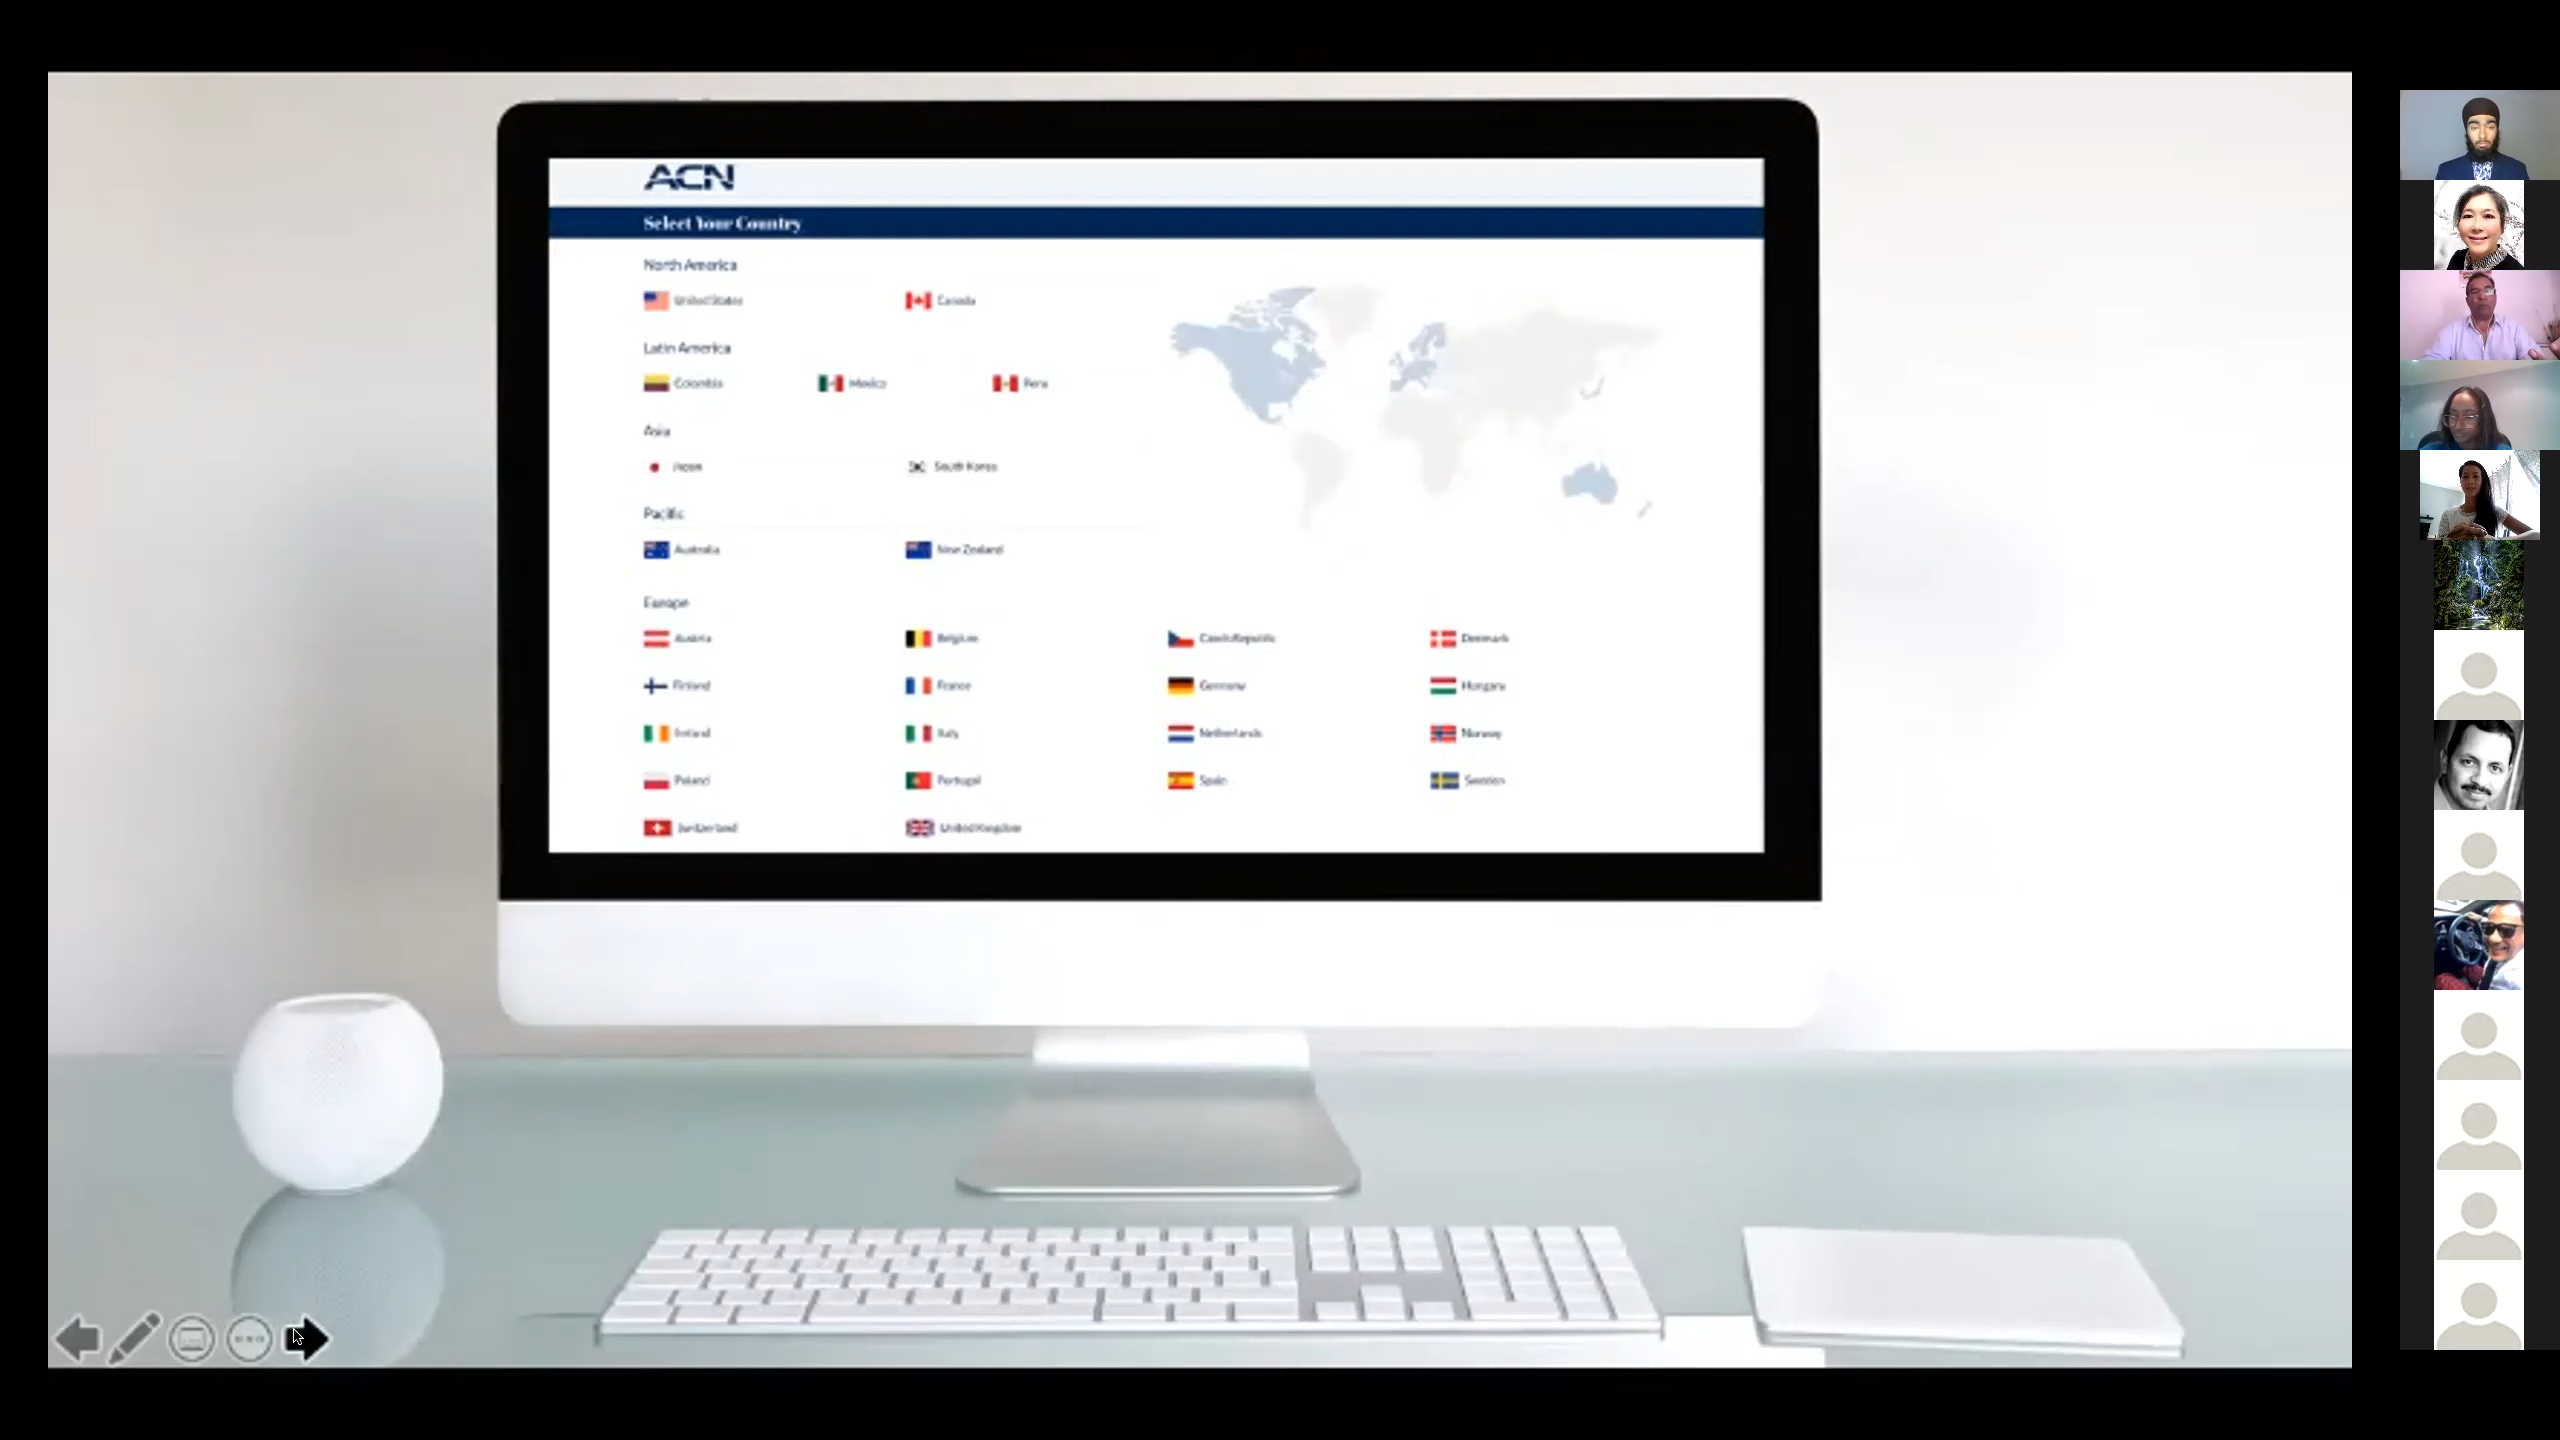 ACN
Select Your Country
North America
United States Canada
Latin America
Colombia Mexico Peru
Asia
Japan South Korea
Pacific
Australia New Zealand
Europe
Austria Belgium Czech Republic Denmark
Finland France Germany Hungary
Ireland Italy Netherlands Norway
Poland Portugal Spain Sweden
Switzerland United Kingdom